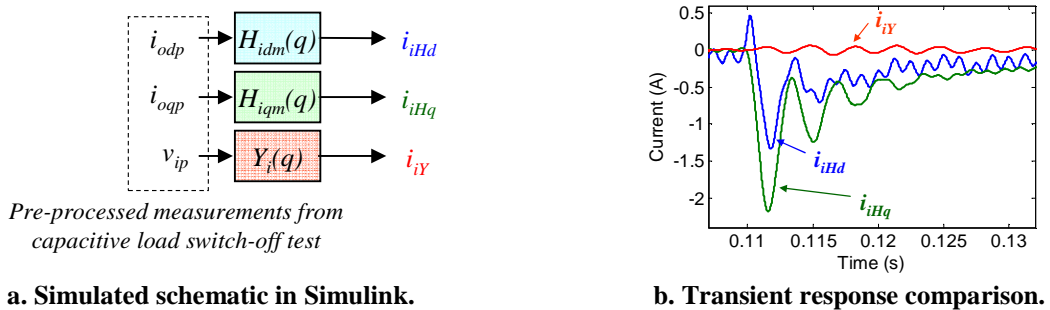 i_odp H_idm(q) i_iHd
i_oqp H_iqm(q) i_iHq
v_ip Y_i(q) i_iY
Pre-processed measurements from
capacitive load switch-off test
a. Simulated schematic in Simulink.
0.5
0
-0.5
-1
-1.5
-2
Current (A)
i_iY
i_iHd
i_iHq
0.11 0.115 0.12 0.125 0.13
Time (s)
b. Transient response comparison.